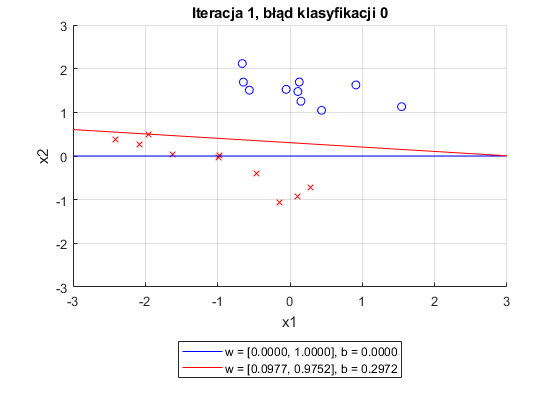 Iteracja 1, błąd klasyfikacji 0
3
2
1
0
-1
-2
-3
x2
-3
-2
-1
0
1
2
3
x1
w = [0.0000, 1.0000], b = 0.0000
w = [0.0977, 0.9752], b = 0.2972